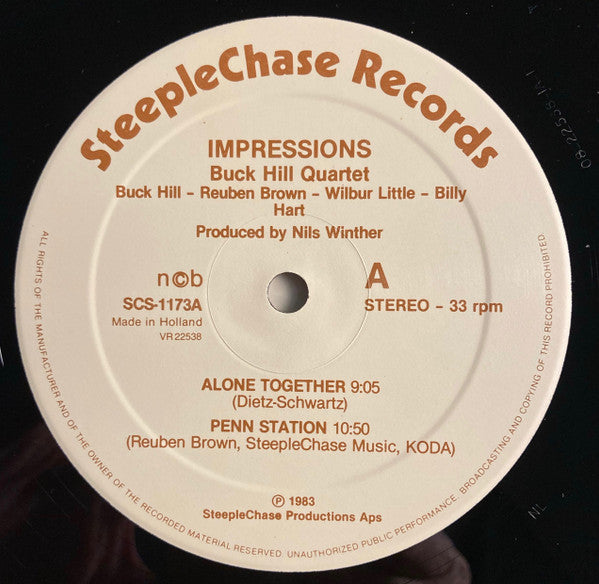 SteepleChase Records
IMPRESSIONS
Buck Hill Quartet
Buck Hill – Reuben Brown – Wilbur Little – Billy
Hart
Produced by Nils Winther
n©b
A
SCS-1173A
STEREO – 33 rpm
Made in Holland
VR 22538
ALONE TOGETHER 9:05
(Dietz-Schwartz)
PENN STATION 10:50
(Reuben Brown, SteepleChase Music, KODA)
℗ 1983
SteepleChase Productions Aps
ALL RIGHTS OF THE MANUFACTURER AND OF THE OWNER OF THE RECORDED MATERIAL RESERVED. UNAUTHORIZED PUBLIC PERFORMANCE, BROADCASTING AND COPYING OF THIS RECORD PROHIBITED
NL